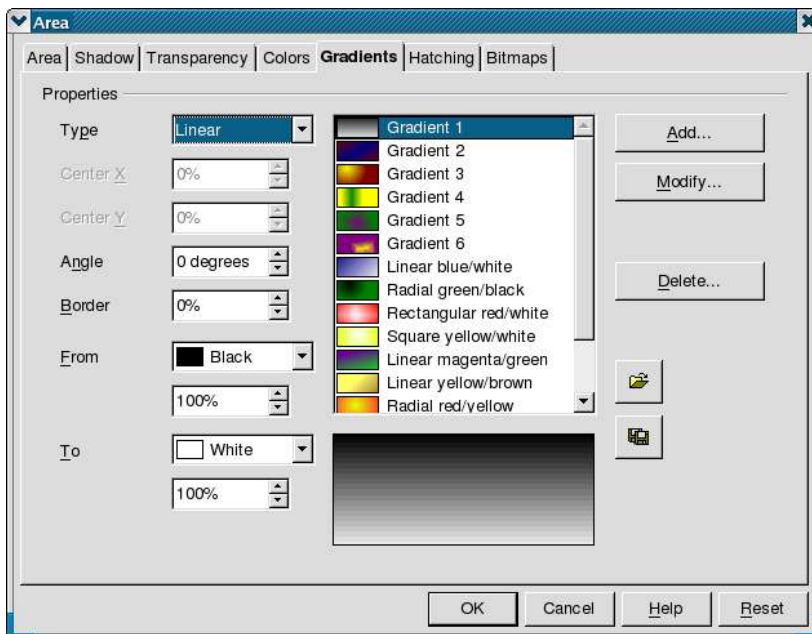 Area
Area Shadow Transparency Colors Gradients Hatching Bitmaps
Properties
Type Linear
Center X 0%
Center Y 0%
Angle 0 degrees
Border 0%
From Black
100%
To White
100%
Gradient 1
Gradient 2
Gradient 3
Gradient 4
Gradient 5
Gradient 6
Linear blue/white
Radial green/black
Rectangular red/white
Square yellow/white
Linear magenta/green
Linear yellow/brown
Radial red/yellow
Add...
Modify...
Delete...
OK Cancel Help Reset